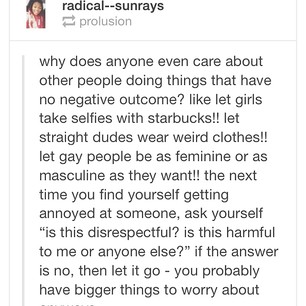 radical--sunrays
prolusion
why does anyone even care about
other people doing things that have
no negative outcome? like let girls
take selfies with starbucks!! let
straight dudes wear weird clothes!!
let gay people be as feminine or as
masculine as they want!! the next
time you find yourself getting
annoyed at someone, ask yourself
“is this disrespectful? is this harmful
to me or anyone else?” if the answer
is no, then let it go - you probably
have bigger things to worry about